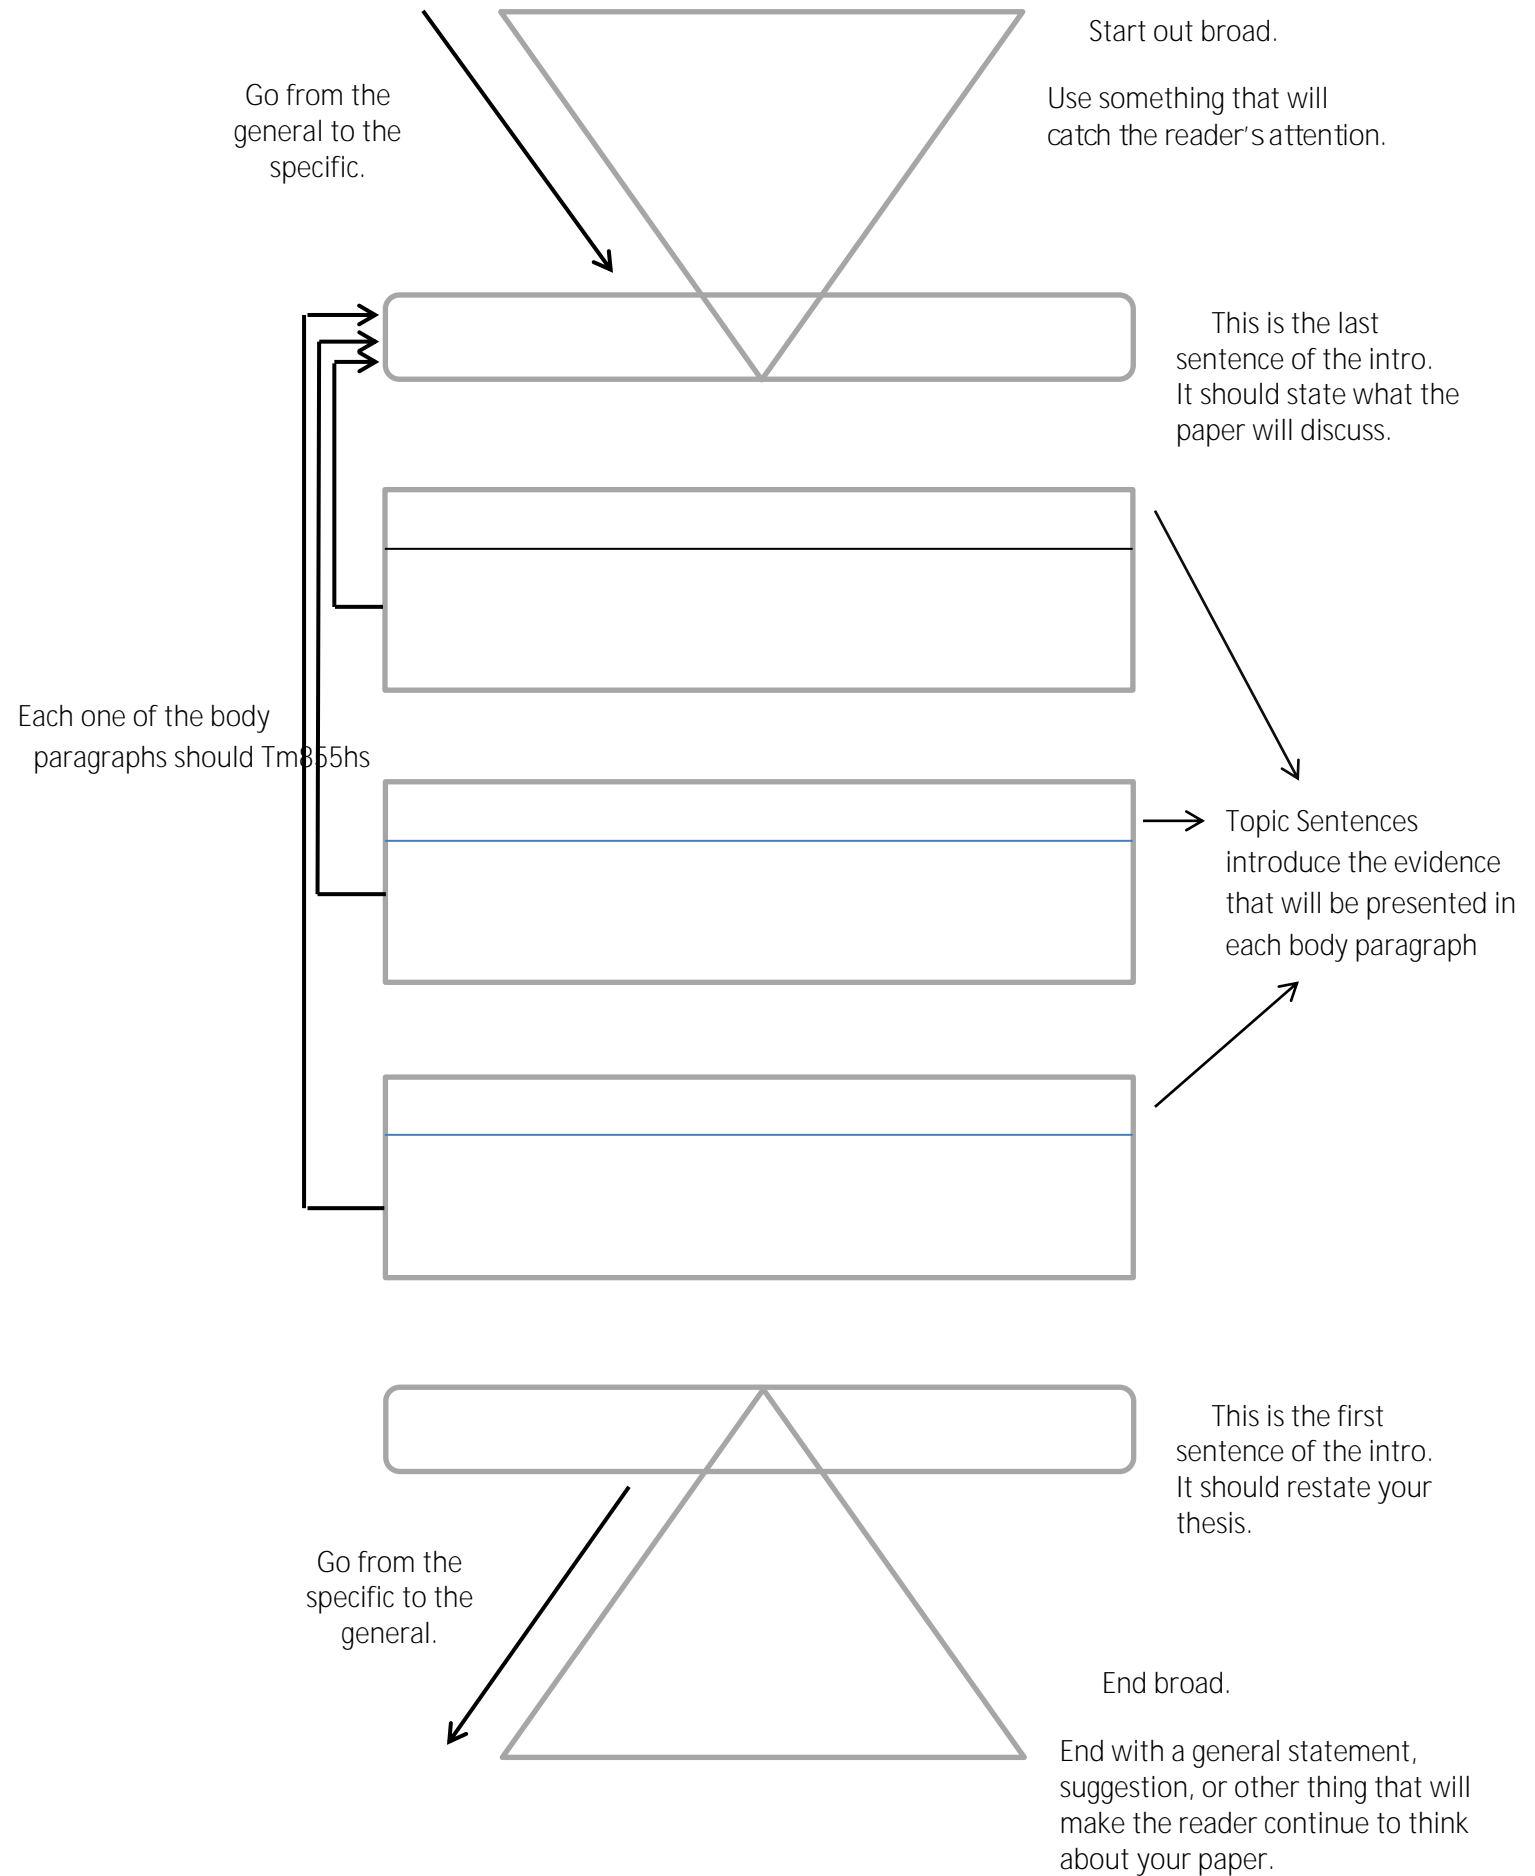 Start out broad.
Go from the
general to the
specific.
Use something that will
catch the reader's attention.
This is the last
sentence of the intro.
It should state what the
paper will discuss.
Each one of the body
paragraphs should Tm855hs
Topic Sentences
introduce the evidence
that will be presented in
each body paragraph
This is the first
sentence of the intro.
It should restate your
thesis.
Go from the
specific to the
general.
End broad.
End with a general statement,
suggestion, or other thing that will
make the reader continue to think
about your paper.